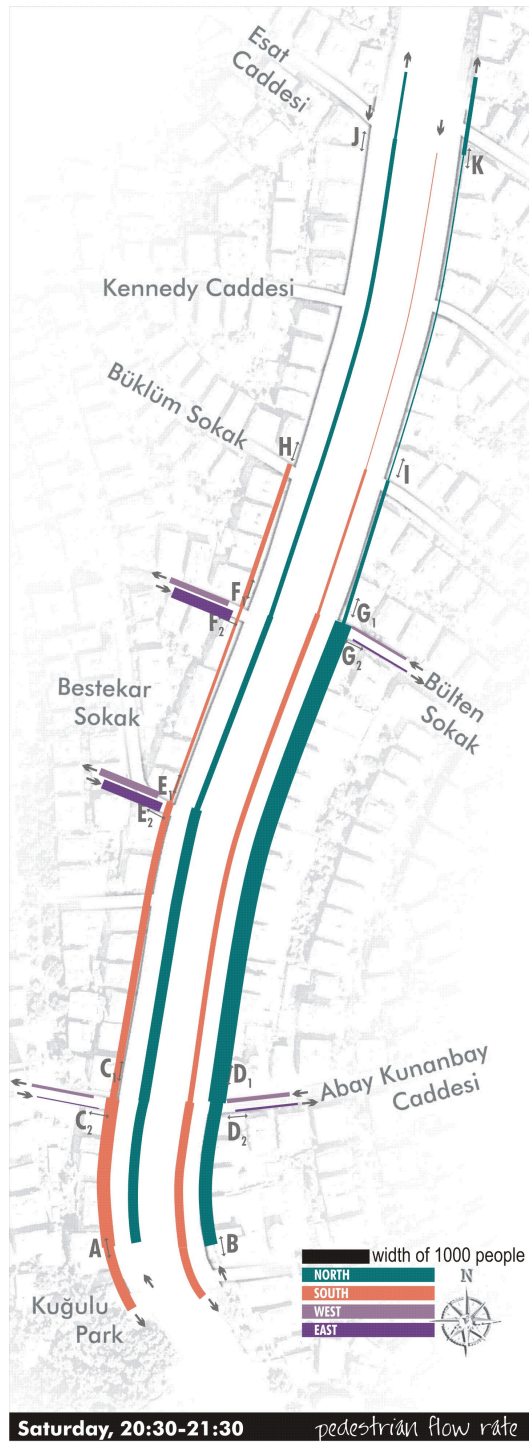 Esat
Caddesi
J
K
Kennedy Caddesi
Büklüm Sokak
H
I
F
F2
G1
G2
Bülten
Sokak
Bestekar
Sokak
E1
E2
C1
D1
Abay Kunanbay
Caddesi
C2
D2
A
B
Kuğulu
Park
width of 1000 people
NORTH
SOUTH
WEST
EAST
N
Saturday, 20:30-21:30
pedestrian flow rate